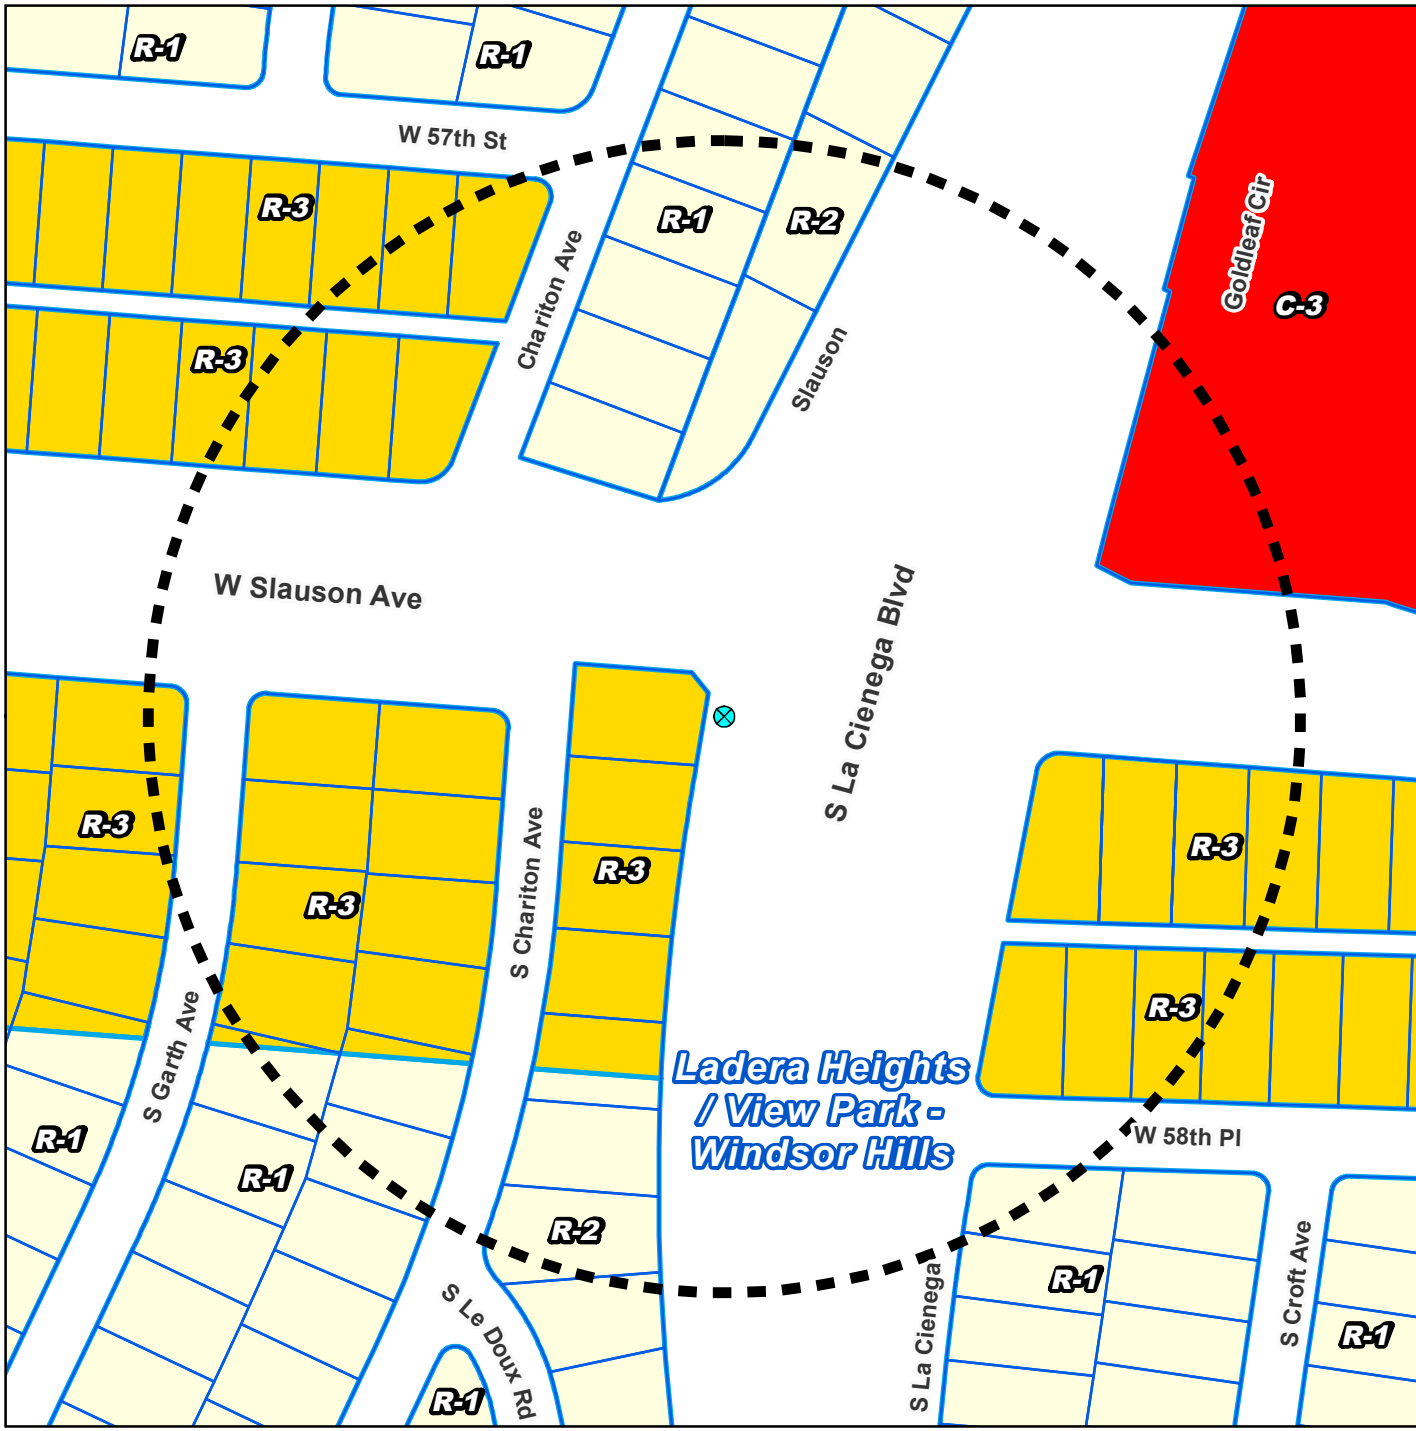 R-1
R-1
W 57th St
R-3
R-1
R-2
Goldleaf Cir
C-3
Chariton Ave
R-3
Slauson
W Slauson Ave
S La Cienega Blvd
R-3
R-3
S Chariton Ave
R-3
R-3
R-3
S Garth Ave
Ladera Heights
/ View Park -
Windsor Hills
W 58th Pl
R-1
R-1
R-2
R-1
S La Cienega
S Croft Ave
R-1
S Le Doux Rd
R-1